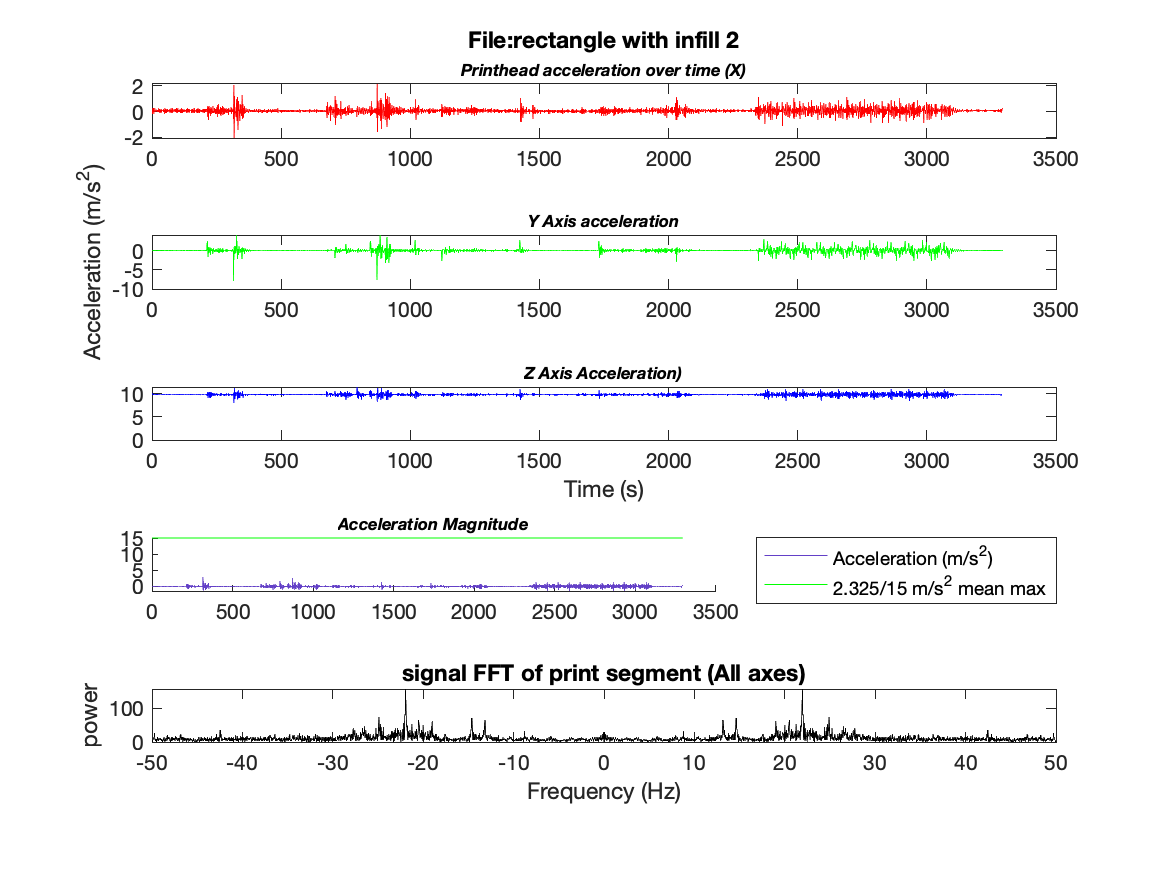 File:rectangle with infill 2
Printhead acceleration over time (X)
2
0
-2
0 500 1000 1500 2000 2500 3000 3500
Acceleration (m/s²)
Y Axis acceleration
0
-5
-10
0 500 1000 1500 2000 2500 3000 3500
Z Axis Acceleration)
10
5
0
0 500 1000 1500 2000 2500 3000 3500
Time (s)
Acceleration Magnitude
15
10
5
0
0 500 1000 1500 2000 2500 3000 3500
Acceleration (m/s²)
2.325/15 m/s² mean max
signal FFT of print segment (All axes)
power
100
0
-50 -40 -30 -20 -10 0 10 20 30 40 50
Frequency (Hz)